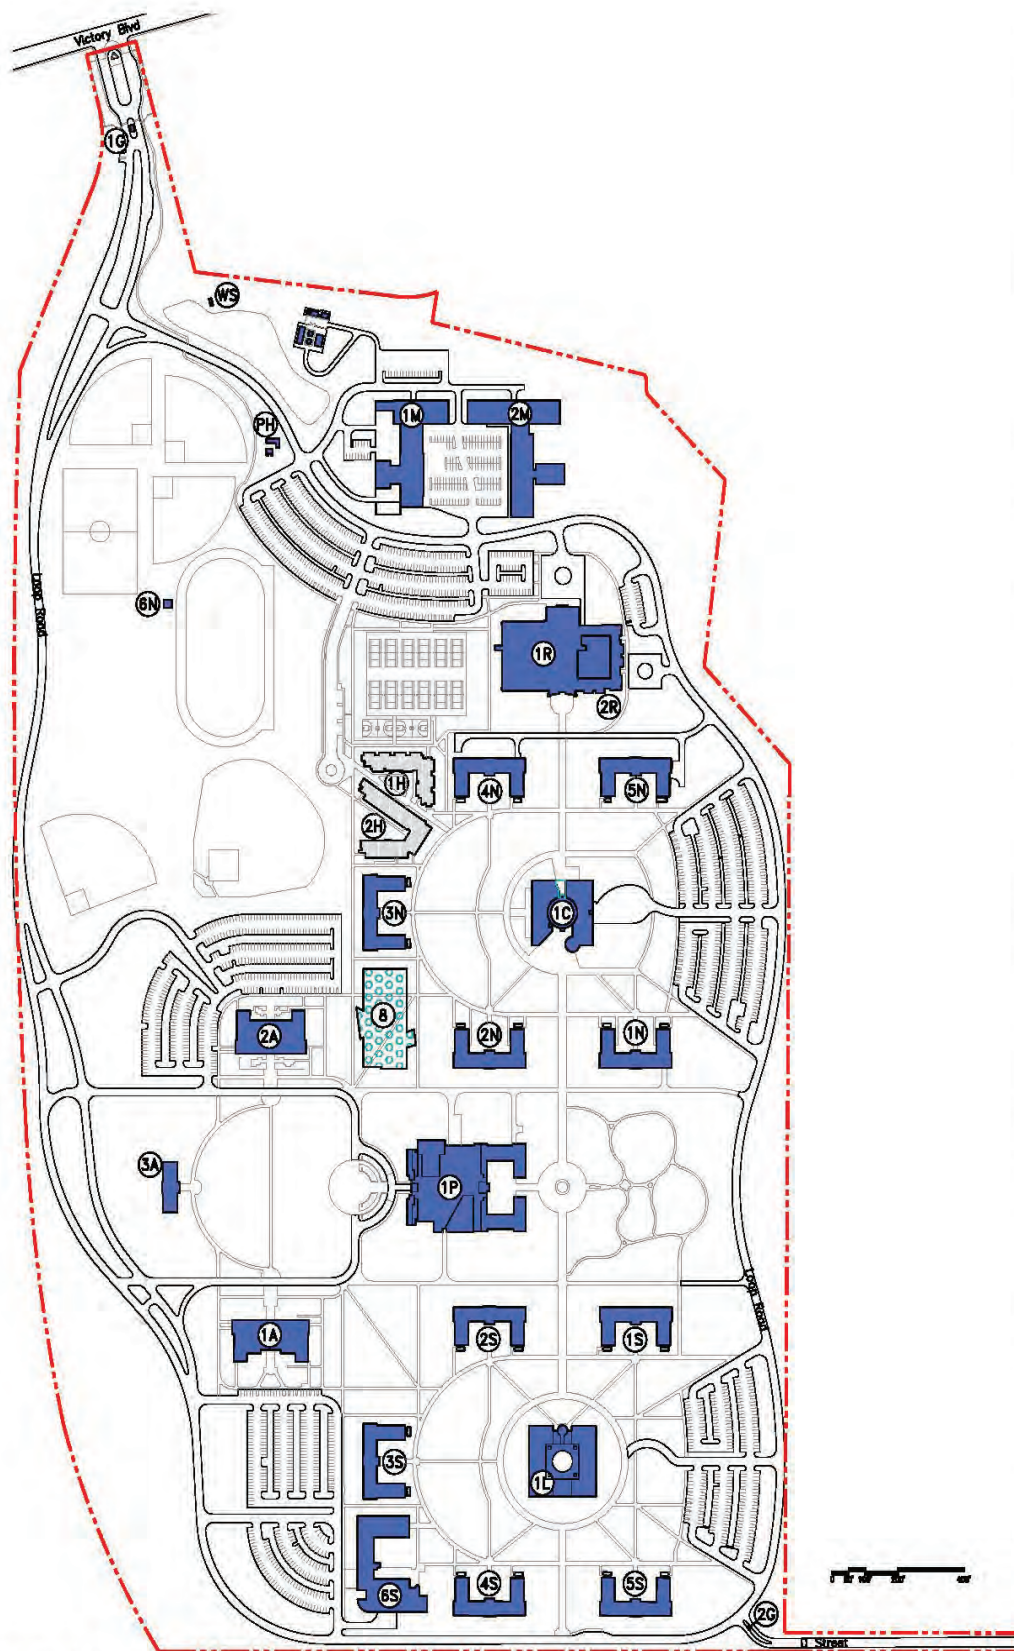 Victory Blvd
1G
WS
1M
2M
PH
Loop Road
6N
1R
2R
1H
4N
5N
2H
3N
1C
8
2A
2N
1N
3A
1P
Loop Road
1A
2S
1S
3S
1L
6S
4S
5S
2G
D Street